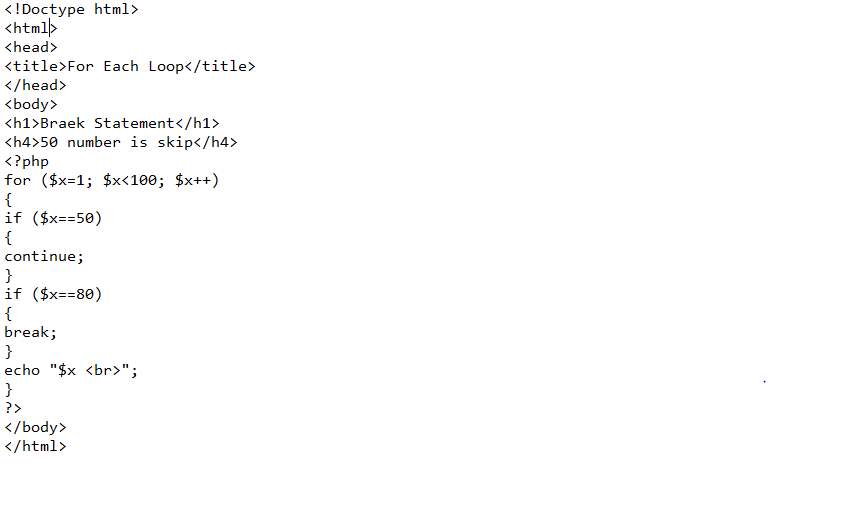 <!Doctype html>
<html>
<head>
<title>For Each Loop</title>
</head>
<body>
<h1>Braek Statement</h1>
<h4>50 number is skip</h4>
<?php
for ($x=1; $x<100; $x++)
{
if ($x==50)
{
continue;
}
if ($x==80)
{
break;
}
echo "$x <br>";
}
?>
</body>
</html>